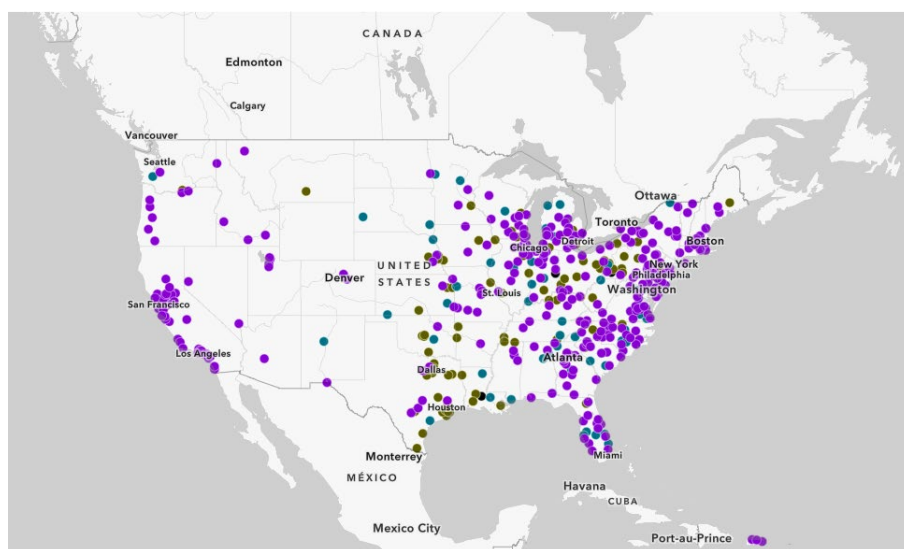 CANADA
Edmonton
Calgary
Vancouver
Seattle
Ottawa
Toronto
Boston
Detroit
Chicago
New York
Philadelphia
Denver
UNITED
STATES
Washington
St. Louis
San Francisco
Los Angeles
Atlanta
Dallas
Houston
Monterrey
Miami
MÉXICO
Havana
CUBA
Mexico City
Port-au-Prince